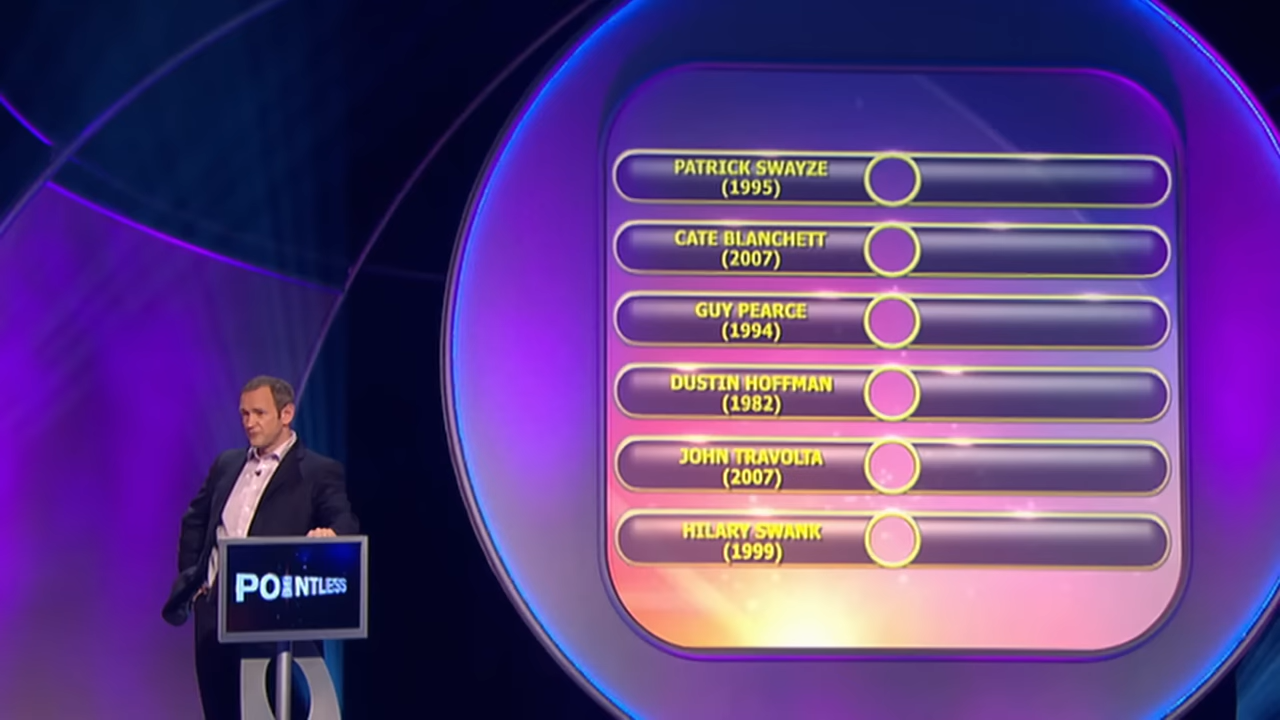 PATRICK SWAYZE
(1995)
CATE BLANCHETT
(2007)
GUY PEARCE
(1994)
DUSTIN HOFFMAN
(1982)
JOHN TRAVOLTA
(2007)
HILARY SWANK
(1999)
POINTLESS